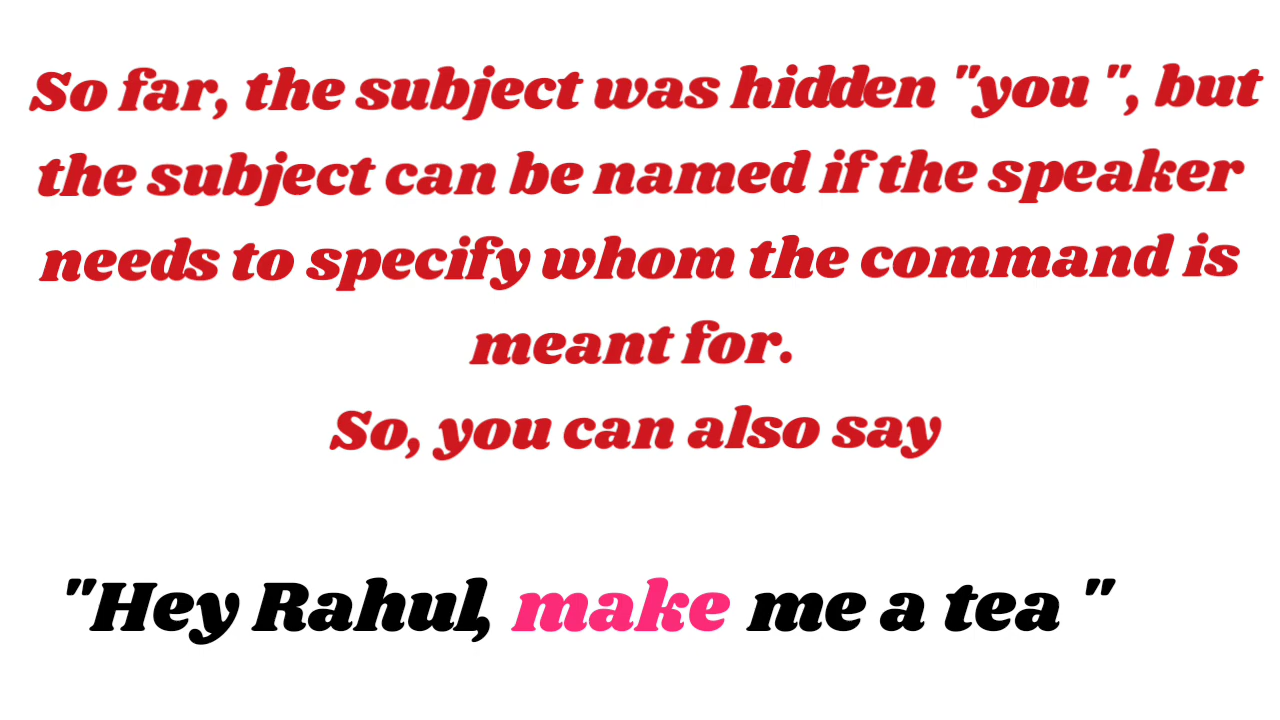 So far, the subject was hidden "you ", but
the subject can be named if the speaker
needs to specify whom the command is
meant for.
So, you can also say
"Hey Rahul, make me a tea "